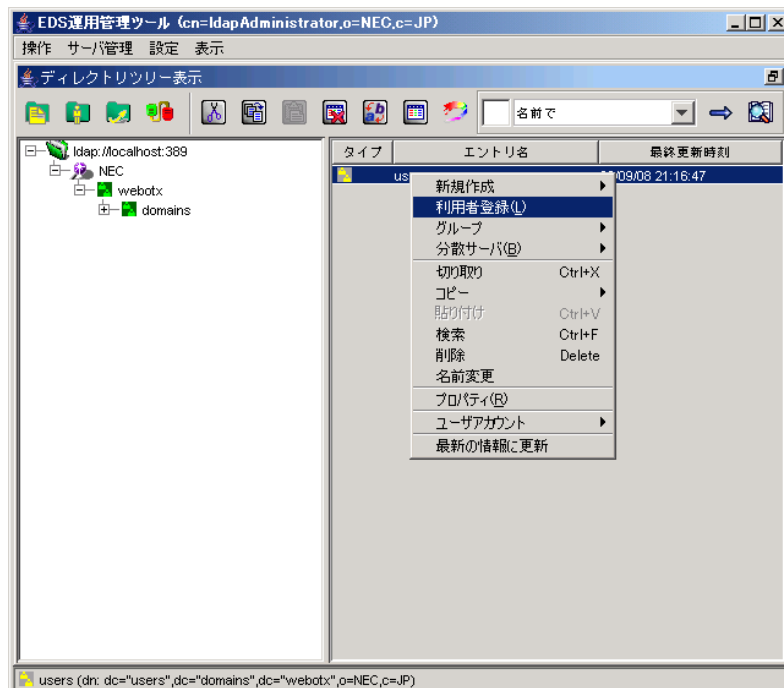 EDS運用管理ツール (cn=ldapAdministrator,o=NEC,c=JP)
操作 サーバ管理 設定 表示
ディレクトリツリー表示
名前で
ldap://localhost:389
NEC
webotx
domains
タイプ エントリ名 最終更新時刻
us /09/08 21:16:47
新規作成
利用者登録(L)
グループ
分散サーバ(B)
切り取り Ctrl+X
コピー
貼り付け Ctrl+V
検索 Ctrl+F
削除 Delete
名前変更
プロパティ(R)
ユーザアカウント
最新の情報に更新
users (dn: dc="users",dc="domains",dc="webotx",o=NEC,c=JP)